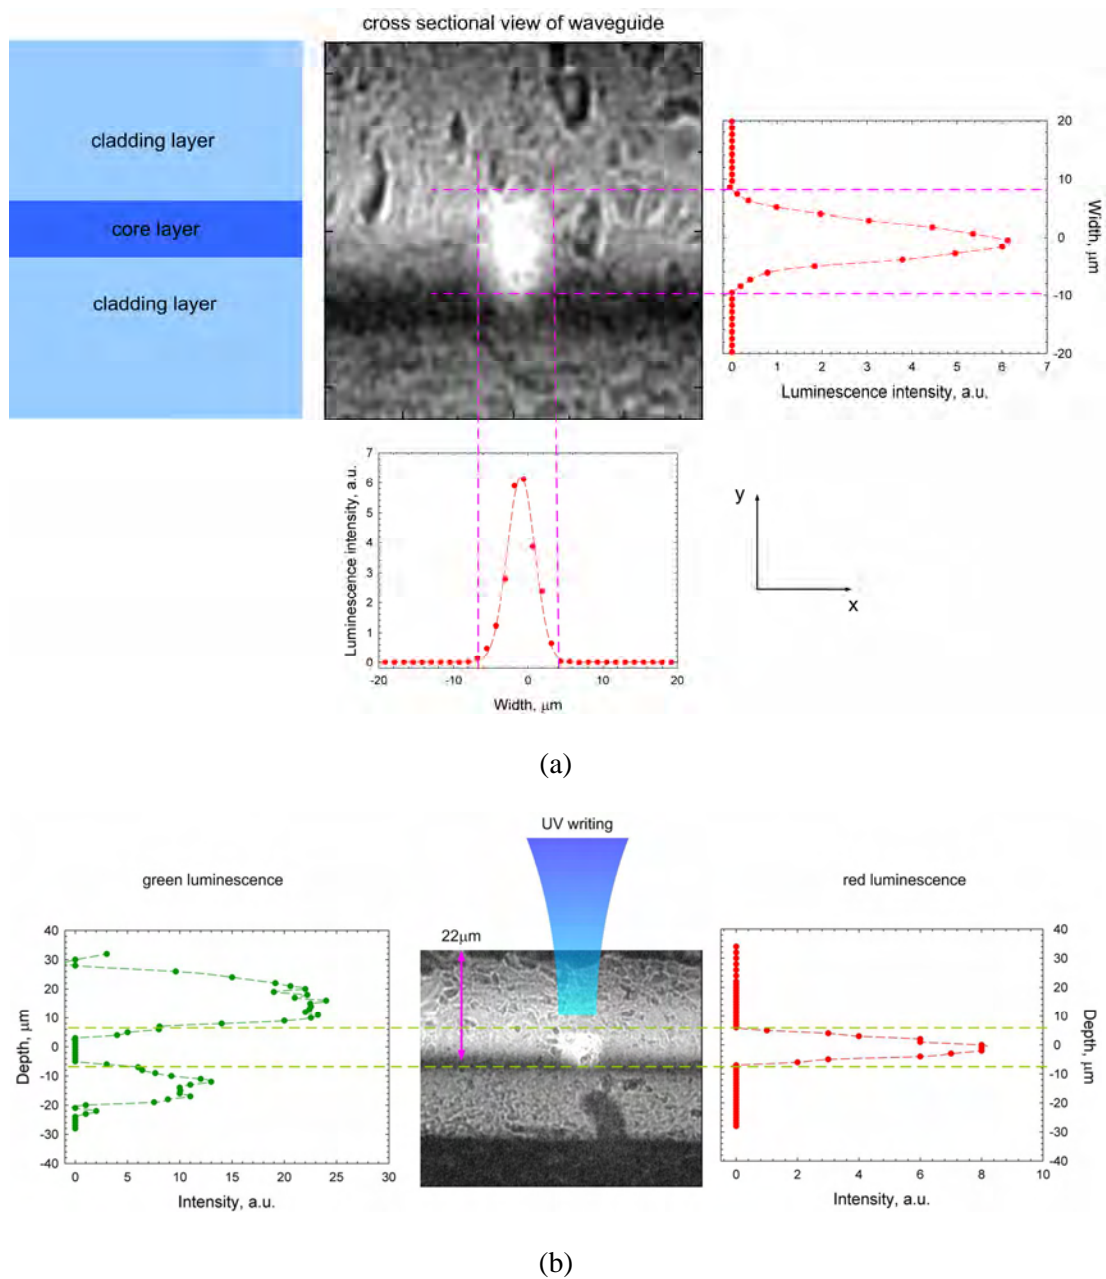 cross sectional view of waveguide
cladding layer
core layer
cladding layer
20
10
0
-10
-20
Width, μm
0 1 2 3 4 5 6 7
Luminescence intensity, a.u.
7
6
5
4
3
2
1
0
Luminescence intensity, a.u.
-20 -10 0 10 20
Width, μm
y
x
(a)
UV writing
green luminescence
red luminescence
22μm
40
30
20
10
0
-10
-20
-30
-40
Depth, μm
0 5 10 15 20 25 30
Intensity, a.u.
40
30
20
10
0
-10
-20
-30
-40
Depth, μm
0 2 4 6 8 10
Intensity, a.u.
(b)